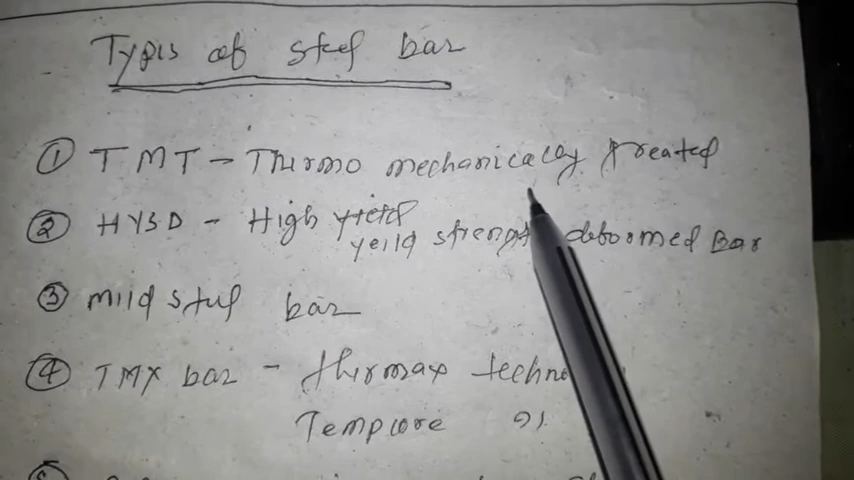 Types of steel bar
① TMT - Thermo mechanically treated
② HYSD - High yield
yeild strength deformed Bar
③ mild steel bar
④ TMX bar - thermax techno
Tempcore